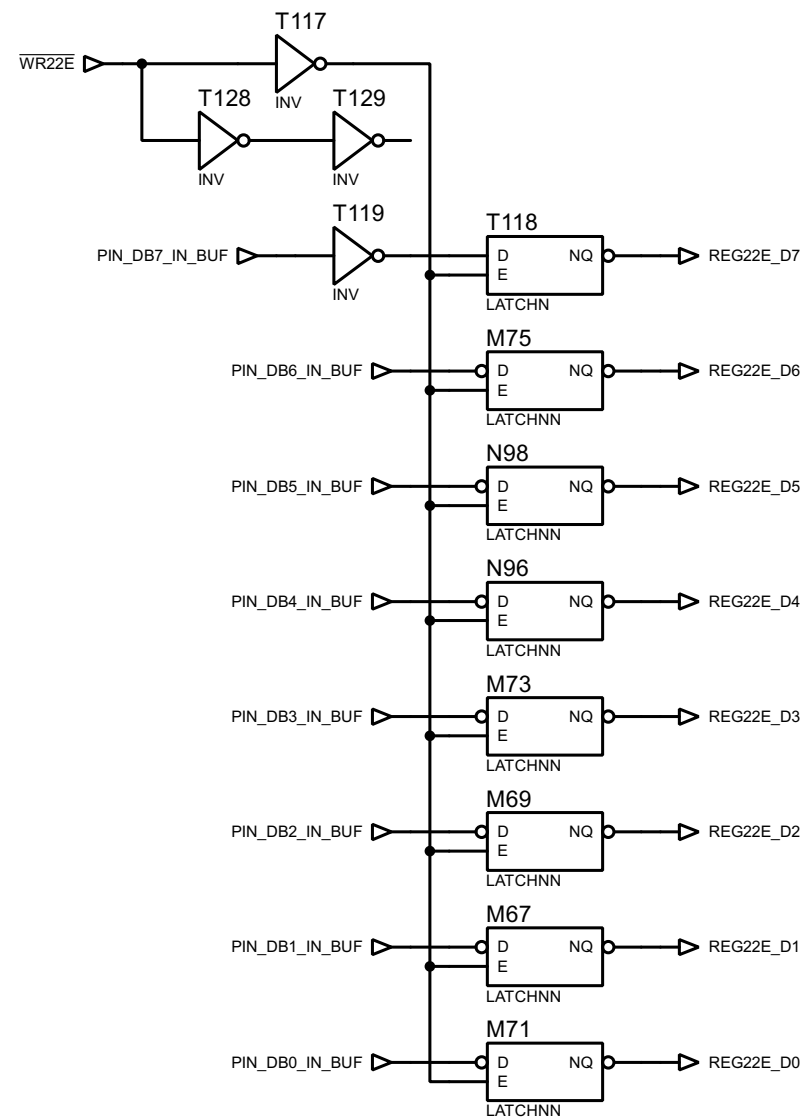 T117
WR22E
INV
T128
T129
INV
INV
T119
PIN_DB7_IN_BUF
INV
T118
D NQ
E
LATCHN
REG22E_D7
M75
PIN_DB6_IN_BUF
D NQ
E
LATCHNN
REG22E_D6
N98
PIN_DB5_IN_BUF
D NQ
E
LATCHNN
REG22E_D5
N96
PIN_DB4_IN_BUF
D NQ
E
LATCHNN
REG22E_D4
M73
PIN_DB3_IN_BUF
D NQ
E
LATCHNN
REG22E_D3
M69
PIN_DB2_IN_BUF
D NQ
E
LATCHNN
REG22E_D2
M67
PIN_DB1_IN_BUF
D NQ
E
LATCHNN
REG22E_D1
M71
PIN_DB0_IN_BUF
D NQ
E
LATCHNN
REG22E_D0